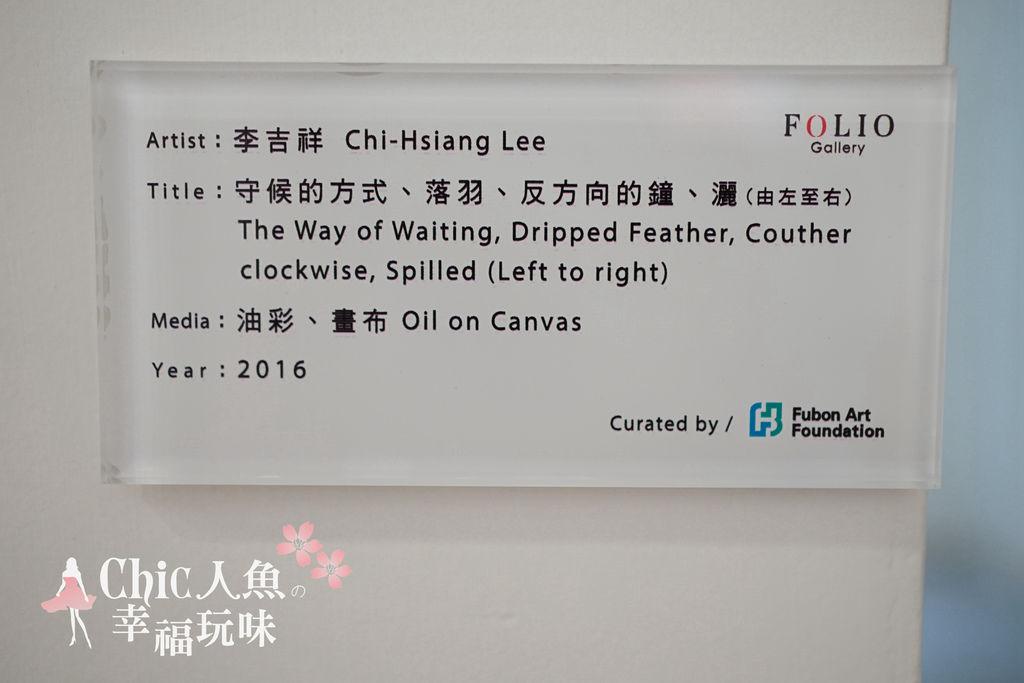 FOLIO
Gallery
Artist：李吉祥 Chi-Hsiang Lee
Title：守候的方式、落羽、反方向的鐘、灑（由左至右）
The Way of Waiting, Dripped Feather, Couther
clockwise, Spilled (Left to right)
Media：油彩、畫布 Oil on Canvas
Year：2016
Curated by / Fubon Art
Foundation
Chic人魚の
幸福玩味